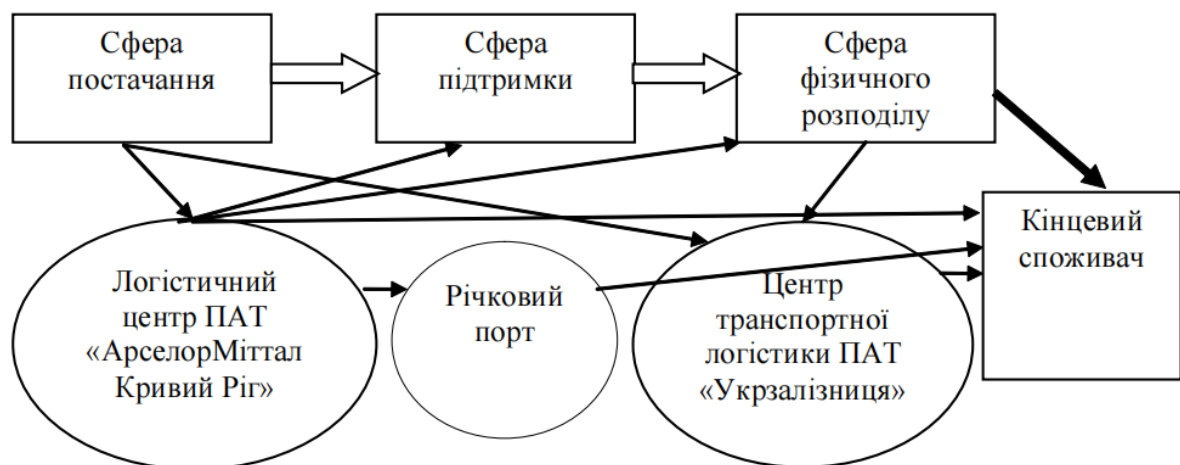 Сфера
постачання
Сфера
підтримки
Сфера
фізичного
розподілу
Кінцевий
споживач
Логістичний
центр ПАТ
«АрселорМіттал
Кривий Ріг»
Річковий
порт
Центр
транспортної
логістики ПАТ
«Укрзалізниця»